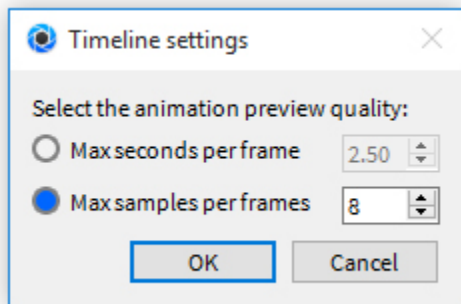 Timeline settings
Select the animation preview quality:
Max seconds per frame 2.50
Max samples per frames 8
OK Cancel